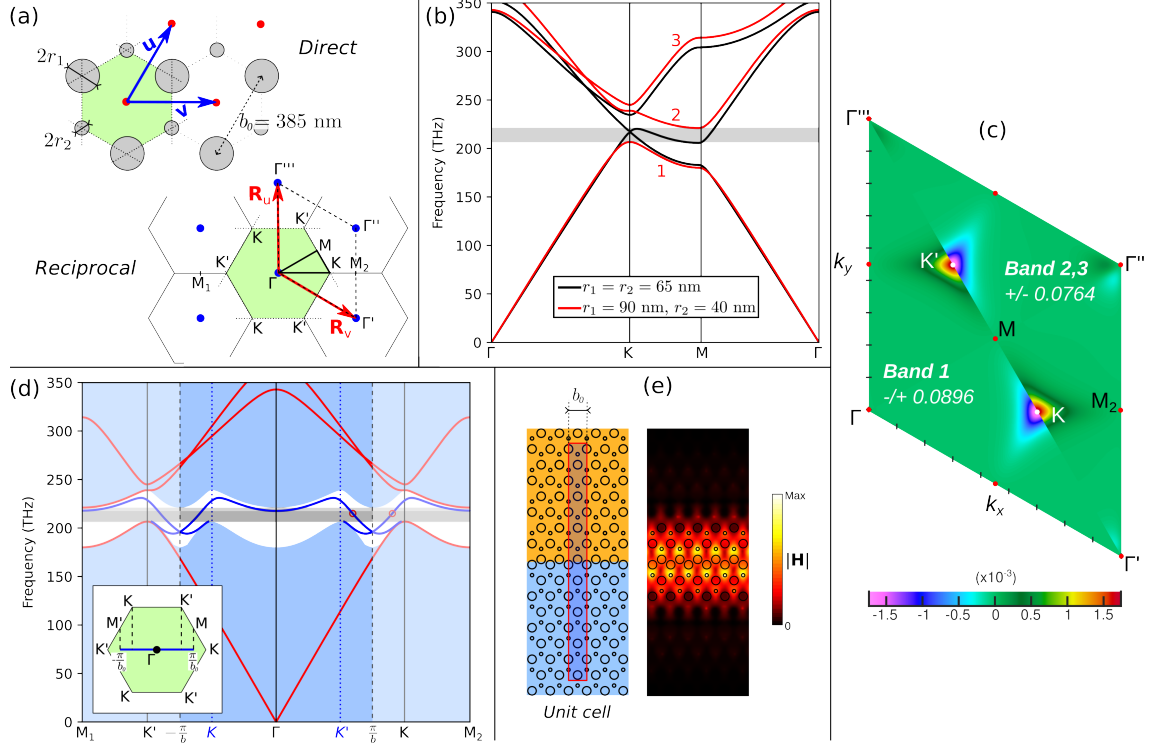 (a)
Direct
u
v
2r₁
2r₂
b₀= 385 nm
Γ'''
R_u
K
K'
M
K'
K
M₂
Γ''
M₁
Γ
Reciprocal
K
K'
R_v
Γ'
(b)
Frequency (THz)
350
300
250
200
150
100
50
0
3
2
1
r₁ = r₂ = 65 nm
r₁ = 90 nm, r₂ = 40 nm
Γ
K
M
Γ
(c)
Γ'''
K'
k_y
Band 2,3
+/- 0.0764
Γ''
M
Band 1
-/+ 0.0896
K
M₂
Γ
k_x
Γ'
(x10⁻³)
-1.5
-1
-0.5
0
0.5
1
1.5
(d)
Frequency (THz)
350
300
250
200
150
100
50
0
K
K'
M'
M
K'
K
-π/b₀
Γ
π/b₀
K
K'
M₁
K'
-π/b
K
Γ
K'
π/b
K
M₂
(e)
b₀
Unit cell
Max
|H|
0